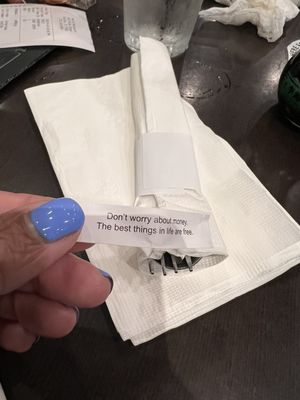 Don't worry about money.
The best things in life are free.